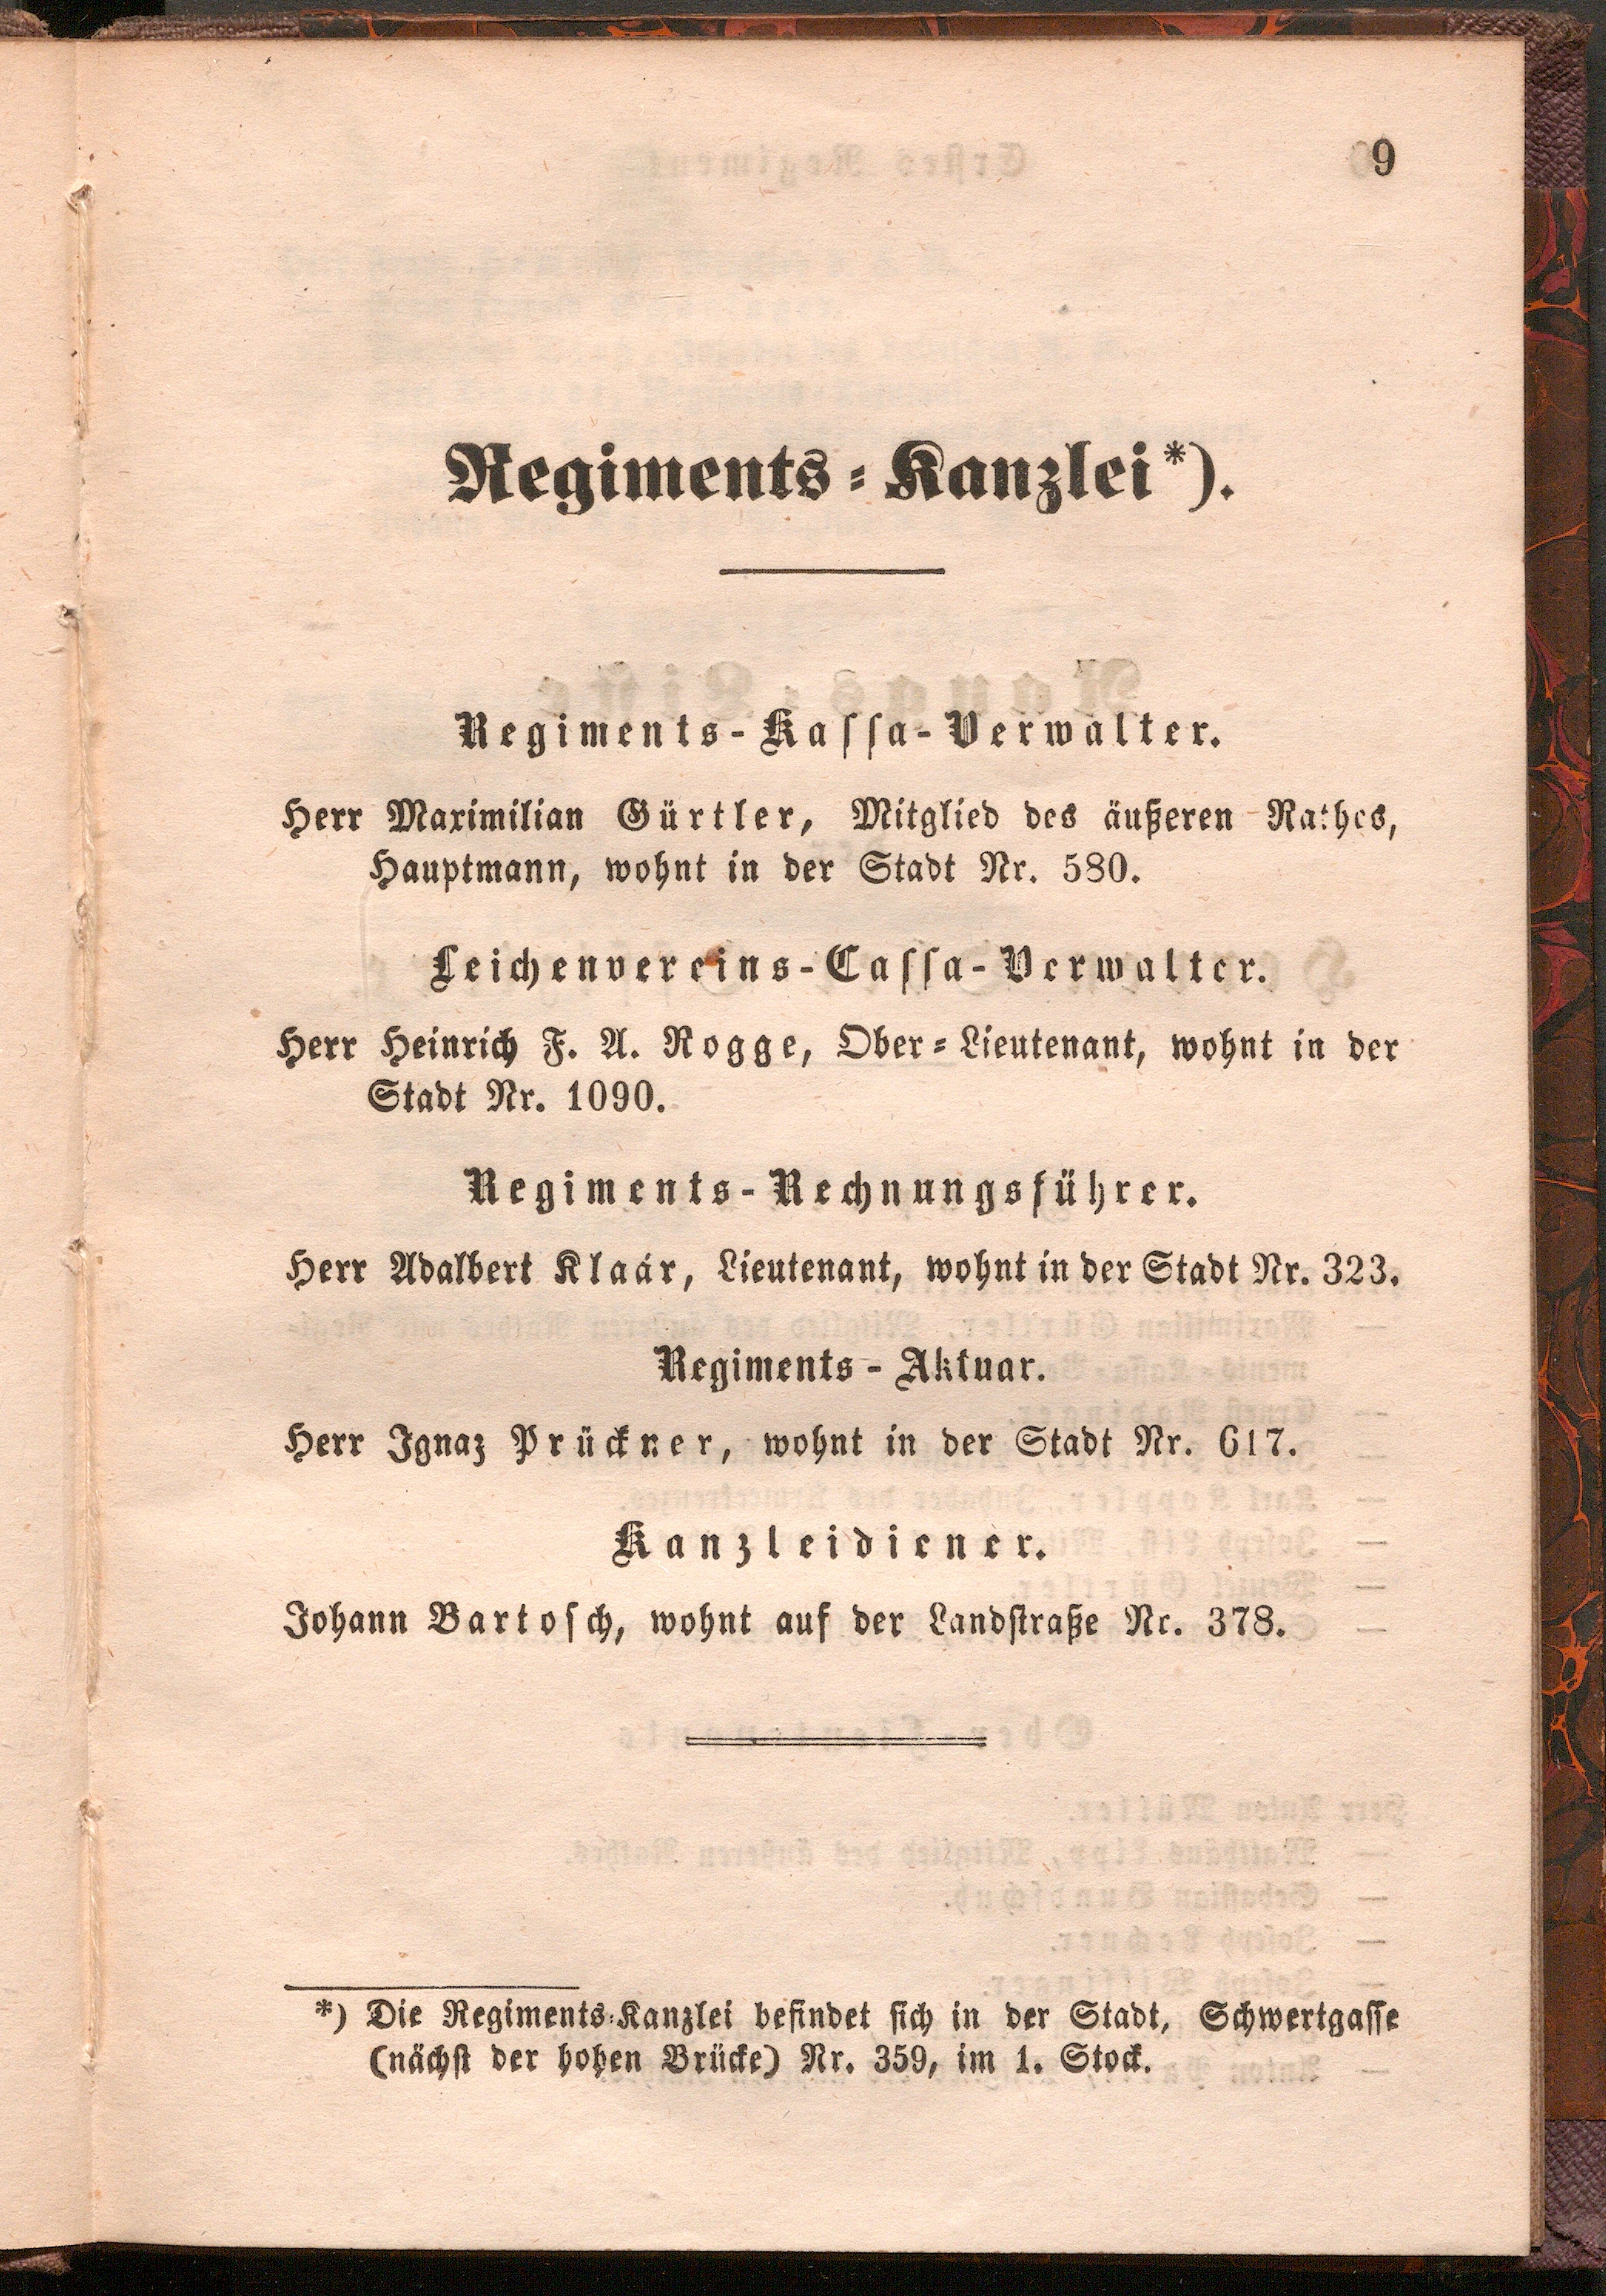 9
Regiments-Kanzlei*).
Regiments-Kassa-Verwalter.
Herr Maximilian Gürtler, Mitglied des äußeren Rathes,
Hauptmann, wohnt in der Stadt Nr. 580.
Leichenvereins-Cassa-Verwalter.
Herr Heinrich F. A. Rogge, Ober-Lieutenant, wohnt in der
Stadt Nr. 1090.
Regiments-Rechnungsführer.
Herr Adalbert Klaár, Lieutenant, wohnt in der Stadt Nr. 323.
Regiments-Aktuar.
Herr Ignaz Prückner, wohnt in der Stadt Nr. 617.
Kanzleidiener.
Johann Bartosch, wohnt auf der Landstraße Nr. 378.
*) Die Regiments-Kanzlei befindet sich in der Stadt, Schwertgasse
(nächst der hohen Brücke) Nr. 359, im 1. Stock.